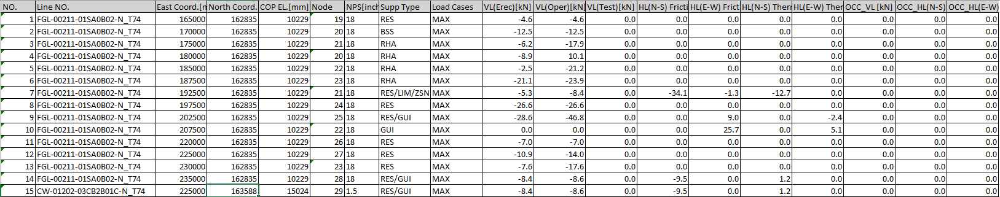 NO. Line NO. East Coord.[m North Coord. COP EL.[mm] Node NPS[inch Supp Type Load Cases VL(Erec)[kN] VL(Oper)[kN] VL(Test)[kN] HL(N-S) Fricti HL(E-W) Frict HL(N-S) Therr HL(E-W) Ther OCC_VL [kN] OCC_HL(N-S) OCC_HL(E-W)
1 FGL-00211-01SA0B02-N_T74 165000 162835 10229 19 18 RES MAX -4.6 -4.6 0.0 0.0 0.0 0.0 0.0 0.0 0.0 0.0
2 FGL-00211-01SA0B02-N_T74 170000 162835 10229 20 18 BSS MAX -12.5 -12.5 0.0 0.0 0.0 0.0 0.0 0.0 0.0 0.0
3 FGL-00211-01SA0B02-N_T74 175000 162835 10229 21 18 RHA MAX -6.2 -17.9 0.0 0.0 0.0 0.0 0.0 0.0 0.0 0.0
4 FGL-00211-01SA0B02-N_T74 180000 162835 10229 20 18 RHA MAX -8.9 10.1 0.0 0.0 0.0 0.0 0.0 0.0 0.0 0.0
5 FGL-00211-01SA0B02-N_T74 185000 162835 10229 22 18 RHA MAX -2.5 -21.2 0.0 0.0 0.0 0.0 0.0 0.0 0.0 0.0
6 FGL-00211-01SA0B02-N_T74 187500 162835 10229 23 18 RHA MAX -21.1 -23.9 0.0 0.0 0.0 0.0 0.0 0.0 0.0 0.0
7 FGL-00211-01SA0B02-N_T74 192500 162835 10229 21 18 RES/LIM/ZSN MAX -5.3 -8.4 0.0 -34.1 -1.3 -12.7 0.0 0.0 0.0 0.0
8 FGL-00211-01SA0B02-N_T74 197500 162835 10229 24 18 RES MAX -26.6 -26.6 0.0 0.0 0.0 0.0 0.0 0.0 0.0 0.0
9 FGL-00211-01SA0B02-N_T74 202500 162835 10229 25 18 RES/GUI MAX -28.6 -46.8 0.0 0.0 9.0 0.0 -2.4 0.0 0.0 0.0
10 FGL-00211-01SA0B02-N_T74 207500 162835 10229 22 18 GUI MAX 0.0 0.0 0.0 0.0 25.7 0.0 5.1 0.0 0.0 0.0
11 FGL-00211-01SA0B02-N_T74 220000 162835 10229 26 18 RES MAX -7.0 -7.0 0.0 0.0 0.0 0.0 0.0 0.0 0.0 0.0
12 FGL-00211-01SA0B02-N_T74 225000 162835 10229 27 18 RES MAX -10.9 -14.0 0.0 0.0 0.0 0.0 0.0 0.0 0.0 0.0
13 FGL-00211-01SA0B02-N_T74 230000 162835 10229 23 18 RES MAX -7.6 -17.6 0.0 0.0 0.0 0.0 0.0 0.0 0.0 0.0
14 FGL-00211-01SA0B02-N_T74 235000 162835 10229 28 18 RES/GUI MAX -8.4 -8.6 0.0 -9.5 0.0 1.2 0.0 0.0 0.0 0.0
15 CW-01202-03CB2B01C-N_T74 225000 163588 15024 29 1.5 RES/GUI MAX -8.4 -8.6 0.0 -9.5 0.0 1.2 0.0 0.0 0.0 0.0